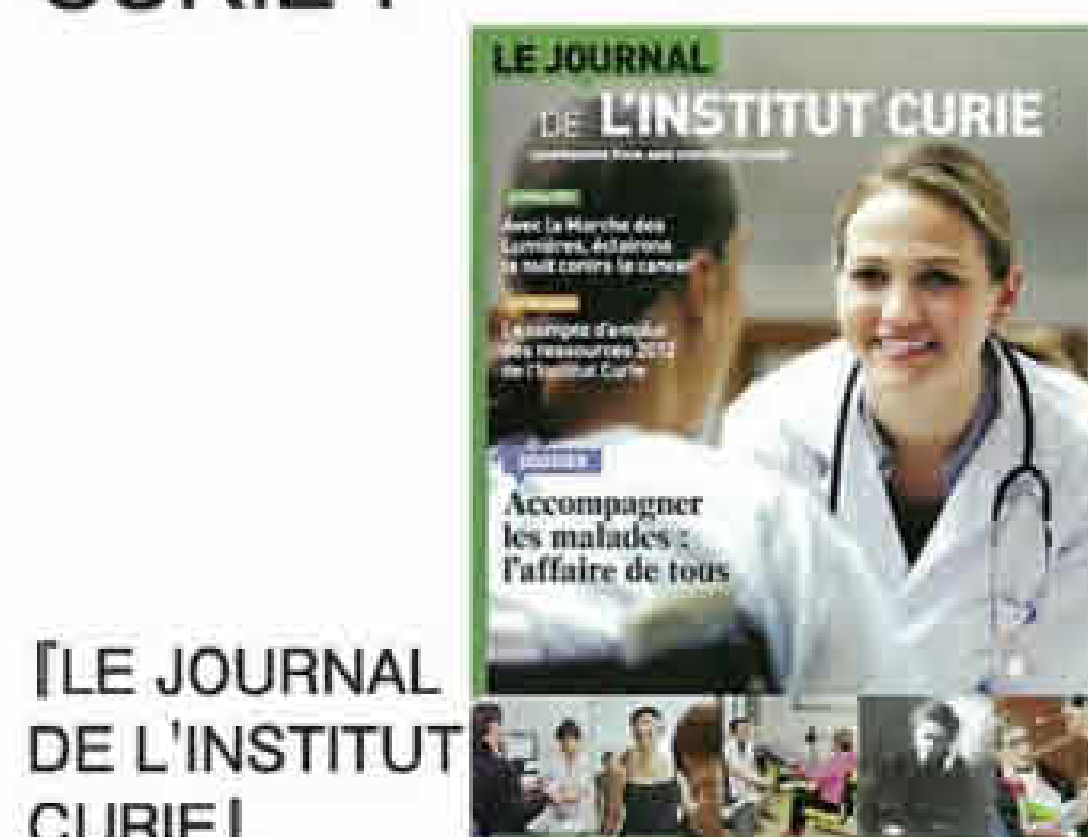 CURIE」
LE JOURNAL
DE L'INSTITUT CURIE
Avec la Marche des
Lumières, éclairons
la nuit contre le cancer
Le compte d'emploi
des ressources
de l'Institut Curie
DOSSIER
Accompagner
les malades :
l'affaire de tous
「LE JOURNAL
DE L'INSTITUT
CURIE」